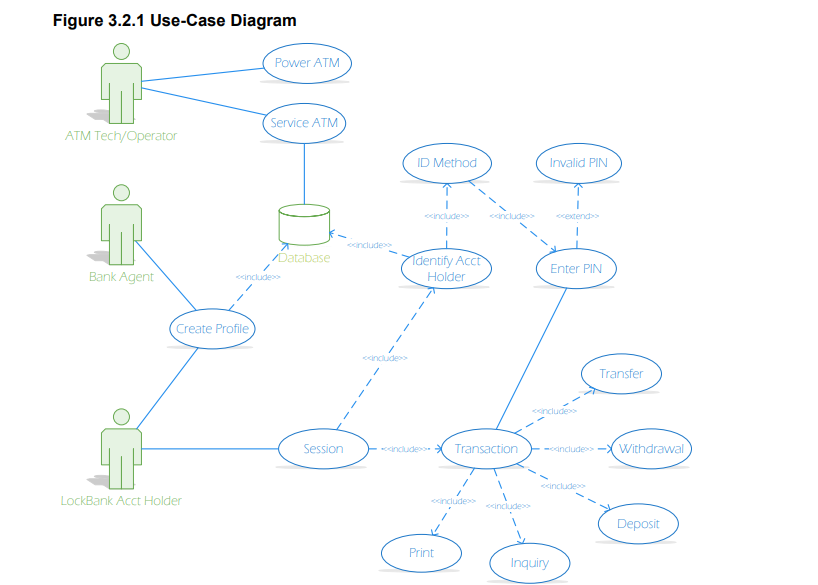 Figure 3.2.1 Use-Case Diagram
Power ATM
Service ATM
ATM Tech/Operator
ID Method
Invalid PIN
<<include>>
<<include>>
<<extend>>
<<include>>
Database
Identify Acct
Holder
Enter PIN
Bank Agent
<<include>>
Create Profile
<<include>>
Transfer
<<include>>
Session
<<include>>
Transaction
<<include>>
Withdrawal
<<include>>
LockBank Acct Holder
<<include>>
<<include>>
Deposit
Print
Inquiry